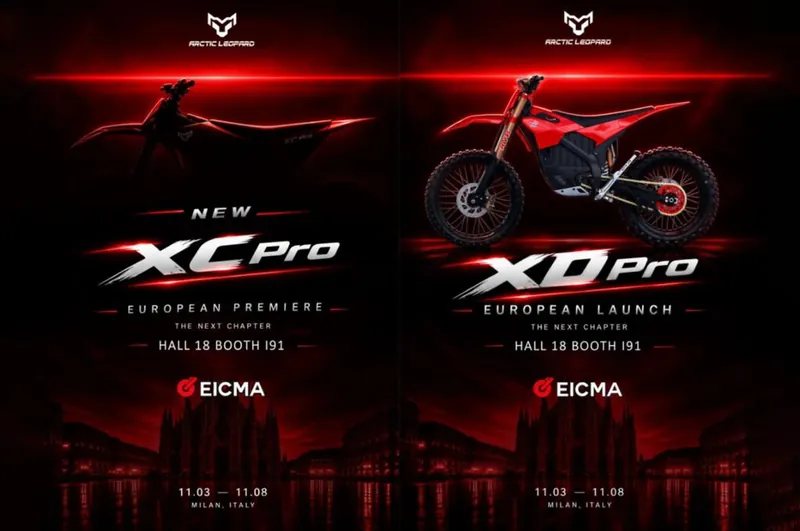 ARCTIC LEOPARD
NEW
XC Pro
EUROPEAN PREMIERE
THE NEXT CHAPTER
HALL 18 BOOTH I91
EICMA
11.03 — 11.08
MILAN, ITALY
ARCTIC LEOPARD
XD Pro
EUROPEAN LAUNCH
THE NEXT CHAPTER
HALL 18 BOOTH I91
EICMA
11.03 — 11.08
MILAN, ITALY